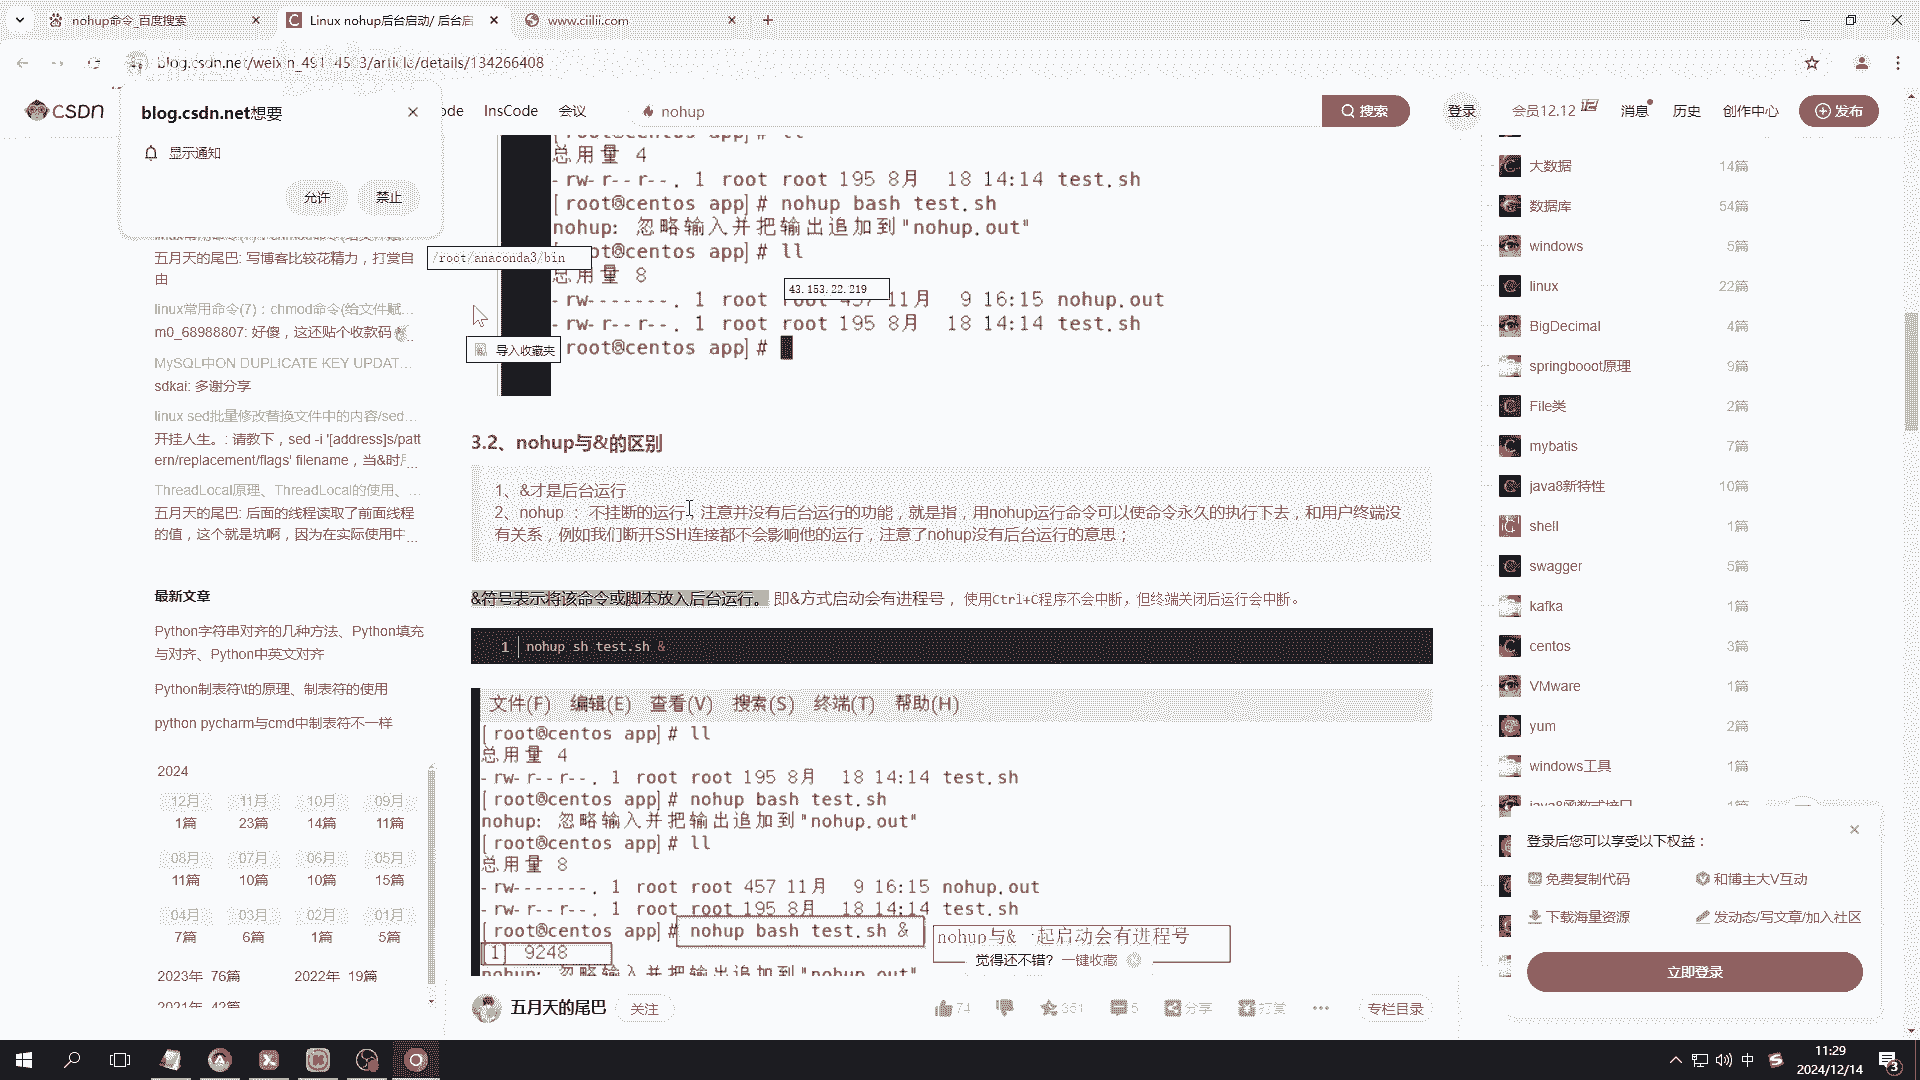 nohup命令_百度搜索
Linux nohup后台启动/ 后台启
www.ciilii.com
blog.csdn.net/weixin_491
/article/details/134266408
CSDN
InsCode
会议
nohup
搜索
登录
会员12.12
消息
历史
创作中心
发布
blog.csdn.net想要
显示通知
允许
禁止
五月天的尾巴: 写博客比较花精力，打赏自
由
linux常用命令(7)：chmod命令(给文件赋...
m0_68988807: 好傻，这还贴个收款码
MySQL中ON DUPLICATE KEY UPDAT...
sdkai: 多谢分享
linux sed批量修改替换文件中的内容/sed...
开挂人生。: 请教下，sed -i '[address]s/patt
ern/replacement/flags' filename，当&时...
ThreadLocal原理、ThreadLocal的使用、...
五月天的尾巴: 后面的线程读取了前面线程
的值，这个就是坑啊，因为在实际使用中...
最新文章
Python字符串对齐的几种方法、Python填充
与对齐、Python中英文对齐
Python制表符\t的原理、制表符的使用
python pycharm与cmd中制表符不一样
2024
12月 11月 10月 09月
1篇 23篇 14篇 11篇
08月 07月 06月 05月
11篇 10篇 10篇 15篇
04月 03月 02月 01月
7篇 6篇 1篇 5篇
2023年 76篇 2022年 19篇
2021年 42篇
[root@centos app]# ll
总用量 4
-rw-r--r--. 1 root root 195 8月 18 14:14 test.sh
[root@centos app]# nohup bash test.sh
nohup: 忽略输入并把输出追加到"nohup.out"
/root/anaconda3/bin
ot@centos app]# ll
总用量 8
43.153.22.219
-rw-------. 1 root root 457 11月 9 16:15 nohup.out
-rw-r--r--. 1 root root 195 8月 18 14:14 test.sh
导入收藏夹
root@centos app]#
3.2、nohup与&的区别
1、&才是后台运行
2、nohup ： 不挂断的运行，注意并没有后台运行的功能，就是指，用nohup运行命令可以使命令永久的执行下去，和用户终端没
有关系，例如我们断开SSH连接都不会影响他的运行，注意了nohup没有后台运行的意思；
&符号表示将该命令或脚本放入后台运行。 即&方式启动会有进程号， 使用Ctrl+C程序不会中断，但终端关闭后运行会中断。
1 nohup sh test.sh &
文件(F) 编辑(E) 查看(V) 搜索(S) 终端(T) 帮助(H)
[root@centos app]# ll
总用量 4
-rw-r--r--. 1 root root 195 8月 18 14:14 test.sh
[root@centos app]# nohup bash test.sh
nohup: 忽略输入并把输出追加到"nohup.out"
[root@centos app]# ll
总用量 8
-rw-------. 1 root root 457 11月 9 16:15 nohup.out
-rw-r--r--. 1 root root 195 8月 18 14:14 test.sh
[root@centos app]# nohup bash test.sh &
nohup与&一起启动会有进程号
[1] 9248
nohup: 忽略输入并把输出追加到"nohup.out"
觉得还不错? 一键收藏
五月天的尾巴
关注
74
351
5
分享
打赏
专栏目录
大数据 14篇
数据库 54篇
windows 5篇
linux 22篇
BigDecimal 4篇
springbooot原理 9篇
File类 2篇
mybatis 7篇
java8新特性 10篇
shell 1篇
swagger 5篇
kafka 1篇
centos 3篇
VMware 1篇
yum 2篇
windows工具 1篇
java8函数式接口 1篇
登录后您可以享受以下权益：
免费复制代码
和博主大V互动
下载海量资源
发动态/写文章/加入社区
立即登录
中
11:29
2024/12/14
3